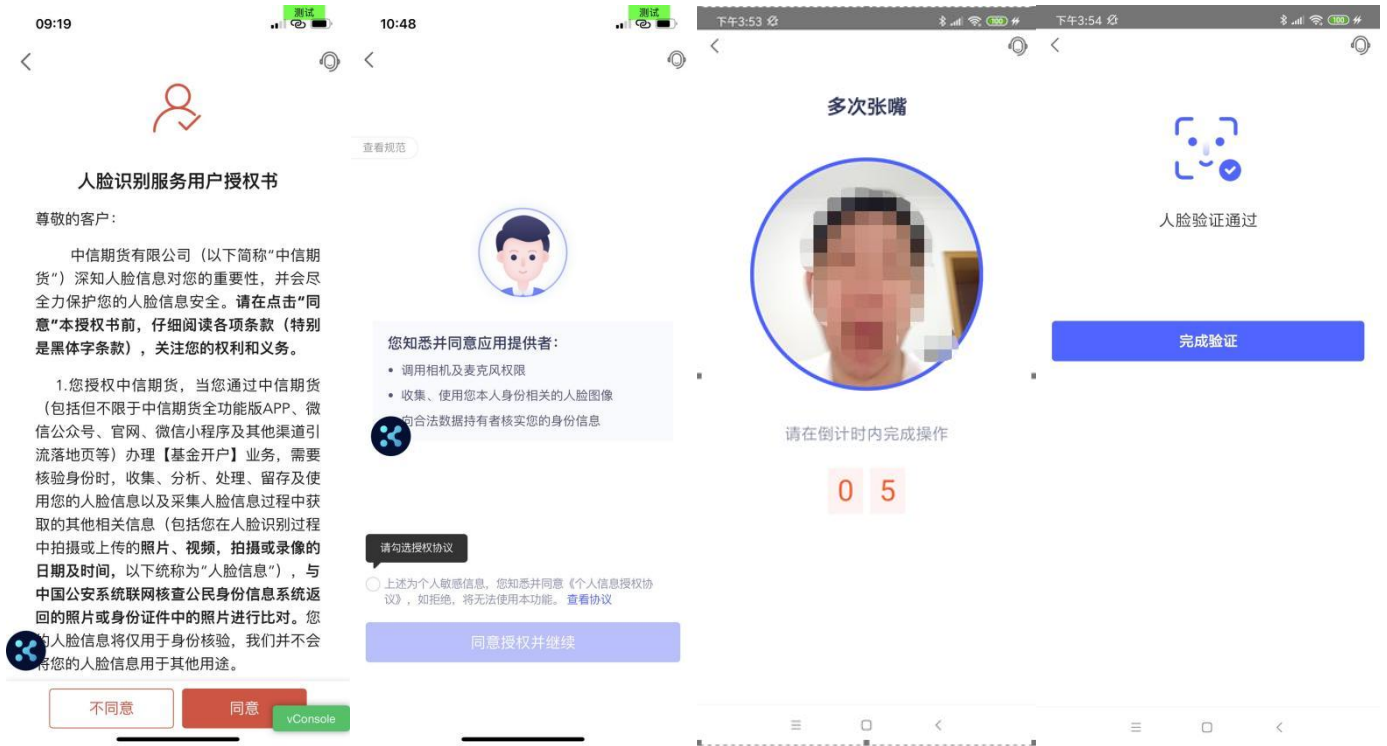 09:19
测试
人脸识别服务用户授权书
尊敬的客户：
中信期货有限公司（以下简称“中信期
货”）深知人脸信息对您的重要性，并会尽
全力保护您的人脸信息安全。请在点击“同
意”本授权书前，仔细阅读各项条款（特别
是黑体字条款），关注您的权利和义务。
1.您授权中信期货，当您通过中信期货
（包括但不限于中信期货全功能版APP、微
信公众号、官网、微信小程序及其他渠道引
流落地页等）办理【基金开户】业务，需要
核验身份时，收集、分析、处理、留存及使
用您的人脸信息以及采集人脸信息过程中获
取的其他相关信息（包括您在人脸识别过程
中拍摄或上传的照片、视频，拍摄或录像的
日期及时间，以下统称为“人脸信息”），与
中国公安系统联网核查公民身份信息系统返
回的照片或身份证件中的照片进行比对。您
人脸信息将仅用于身份核验，我们并不会
您的人脸信息用于其他用途。
不同意
同意
vConsole
10:48
测试
查看规范
您知悉并同意应用提供者：
• 调用相机及麦克风权限
• 收集、使用您本人身份相关的人脸图像
向合法数据持有者核实您的身份信息
请勾选授权协议
上述为个人敏感信息，您知悉并同意《个人信息授权协
议》，如拒绝，将无法使用本功能。 查看协议
同意授权并继续
下午3:53
100
多次张嘴
请在倒计时内完成操作
0 5
下午3:54
100
人脸验证通过
完成验证